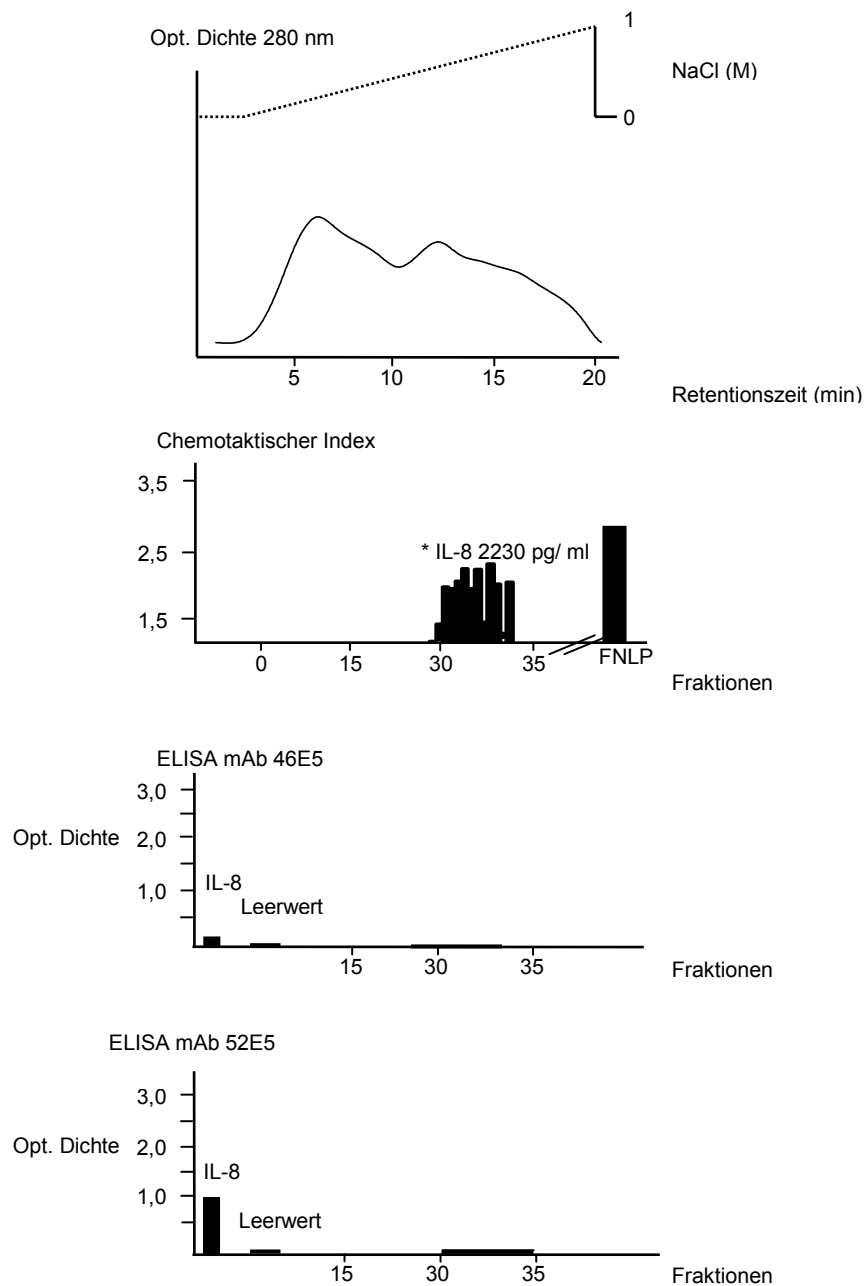 Opt. Dichte 280 nm
1
NaCl (M)
0
5 10 15 20
Retentionszeit (min)
Chemotaktischer Index
3,5
2,5
* IL-8 2230 pg/ ml
1,5
0 15 30 35
FNLP
Fraktionen
ELISA mAb 46E5
3,0
Opt. Dichte
2,0
1,0
IL-8
Leerwert
15 30 35
Fraktionen
ELISA mAb 52E5
3,0
Opt. Dichte
2,0
IL-8
1,0
Leerwert
15 30 35
Fraktionen